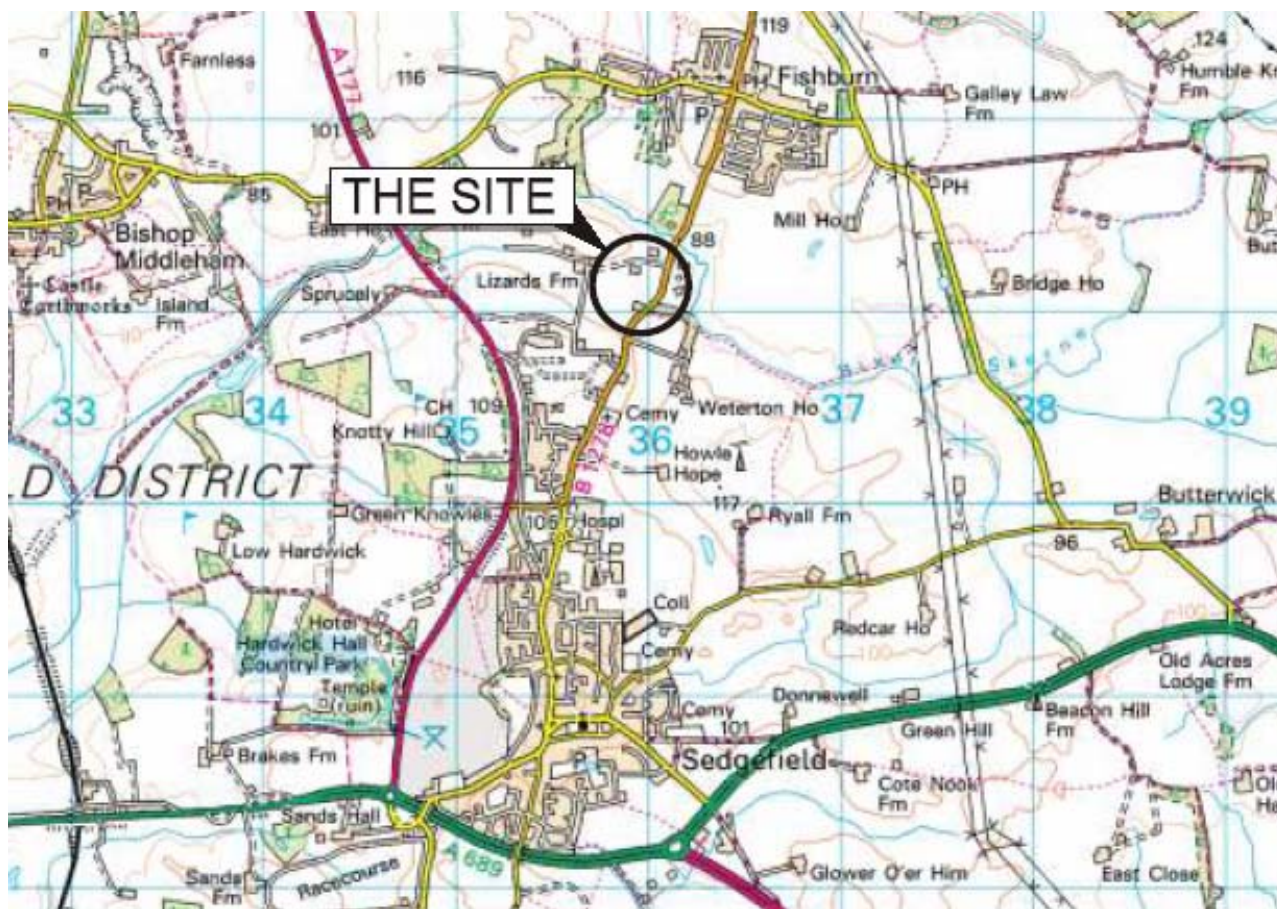 119
124
Farnless
A 177
116
Fishburn
Humble K
Fm
Galley Law
Fm
P
101
THE SITE
PH
PH
P
85
East Ho
Mill Ho
88
Bishop
Middleham
Castle
Earthworks
Island
Fm
Sprucely
Lizards Fm
Bridge Ho
Skerne
33
34
CH
109
35
Knotty Hill
Cemy
Weterton Ho
36
37
38
39
B 1278
Howle
Hope
D DISTRICT
117
Green Knowles
105
Hospl
Ryall Fm
Butterwick
96
Low Hardwick
Coll
Hotel
Hardwick Hall
Country Park
Redcar Ho
100
100
Cemy
Temple
(ruin)
Old Acres
Lodge Fm
Donnewell
Cemy
101
Green Hill
Beacon Hill
Fm
Brakes Fm
Sedgefield
P
Cote Nook
Fm
Sands Hall
A 689
Sands
Fm
Racecourse
Glower O'er Him
East Close